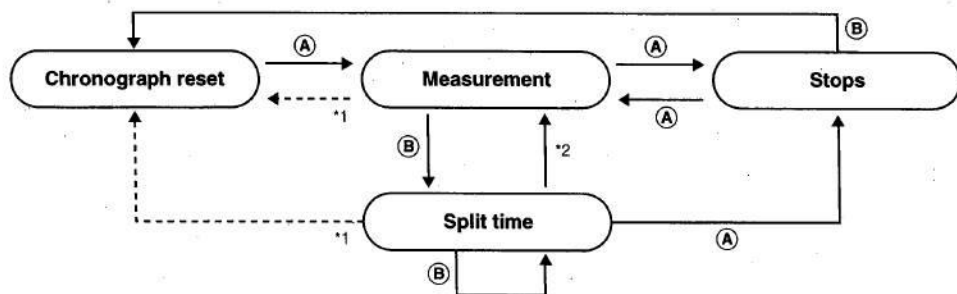 Ⓑ
Ⓐ
Ⓐ
Chronograph reset
Measurement
Stops
*1
Ⓐ
Ⓑ
*2
Split time
*1
Ⓐ
Ⓑ